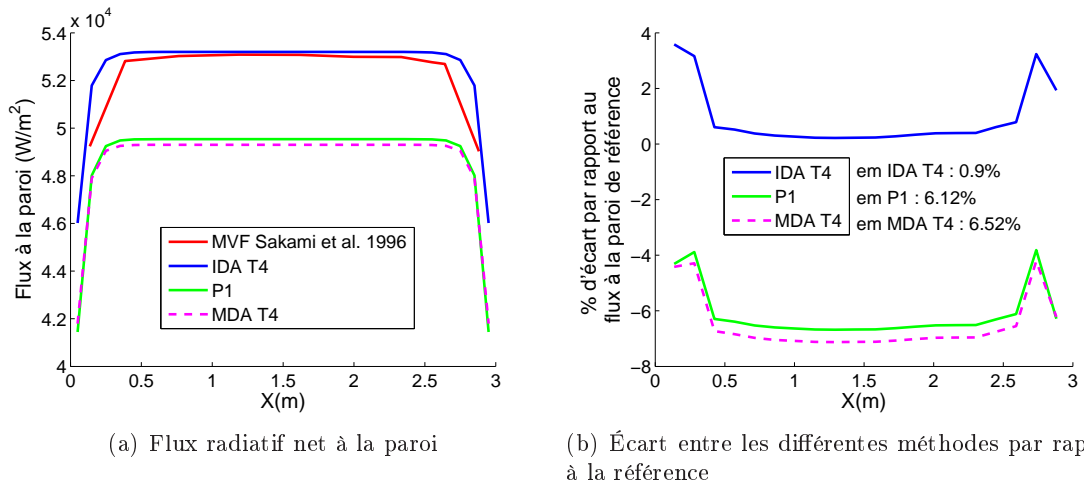 x 10⁴
5.4
5.2
5
4.8
4.6
4.4
4.2
4
Flux à la paroi (W/m²)
MVF Sakami et al. 1996
IDA T4
P1
MDA T4
0 0.5 1 1.5 2 2.5 3
X(m)
(a) Flux radiatif net à la paroi
4
2
0
−2
−4
−6
−8
% d'écart par rapport au
flux à la paroi de référence
IDA T4 em IDA T4 : 0.9%
P1 em P1 : 6.12%
MDA T4 em MDA T4 : 6.52%
0 0.5 1 1.5 2 2.5 3
X(m)
(b) Écart entre les différentes méthodes par rap
à la référence